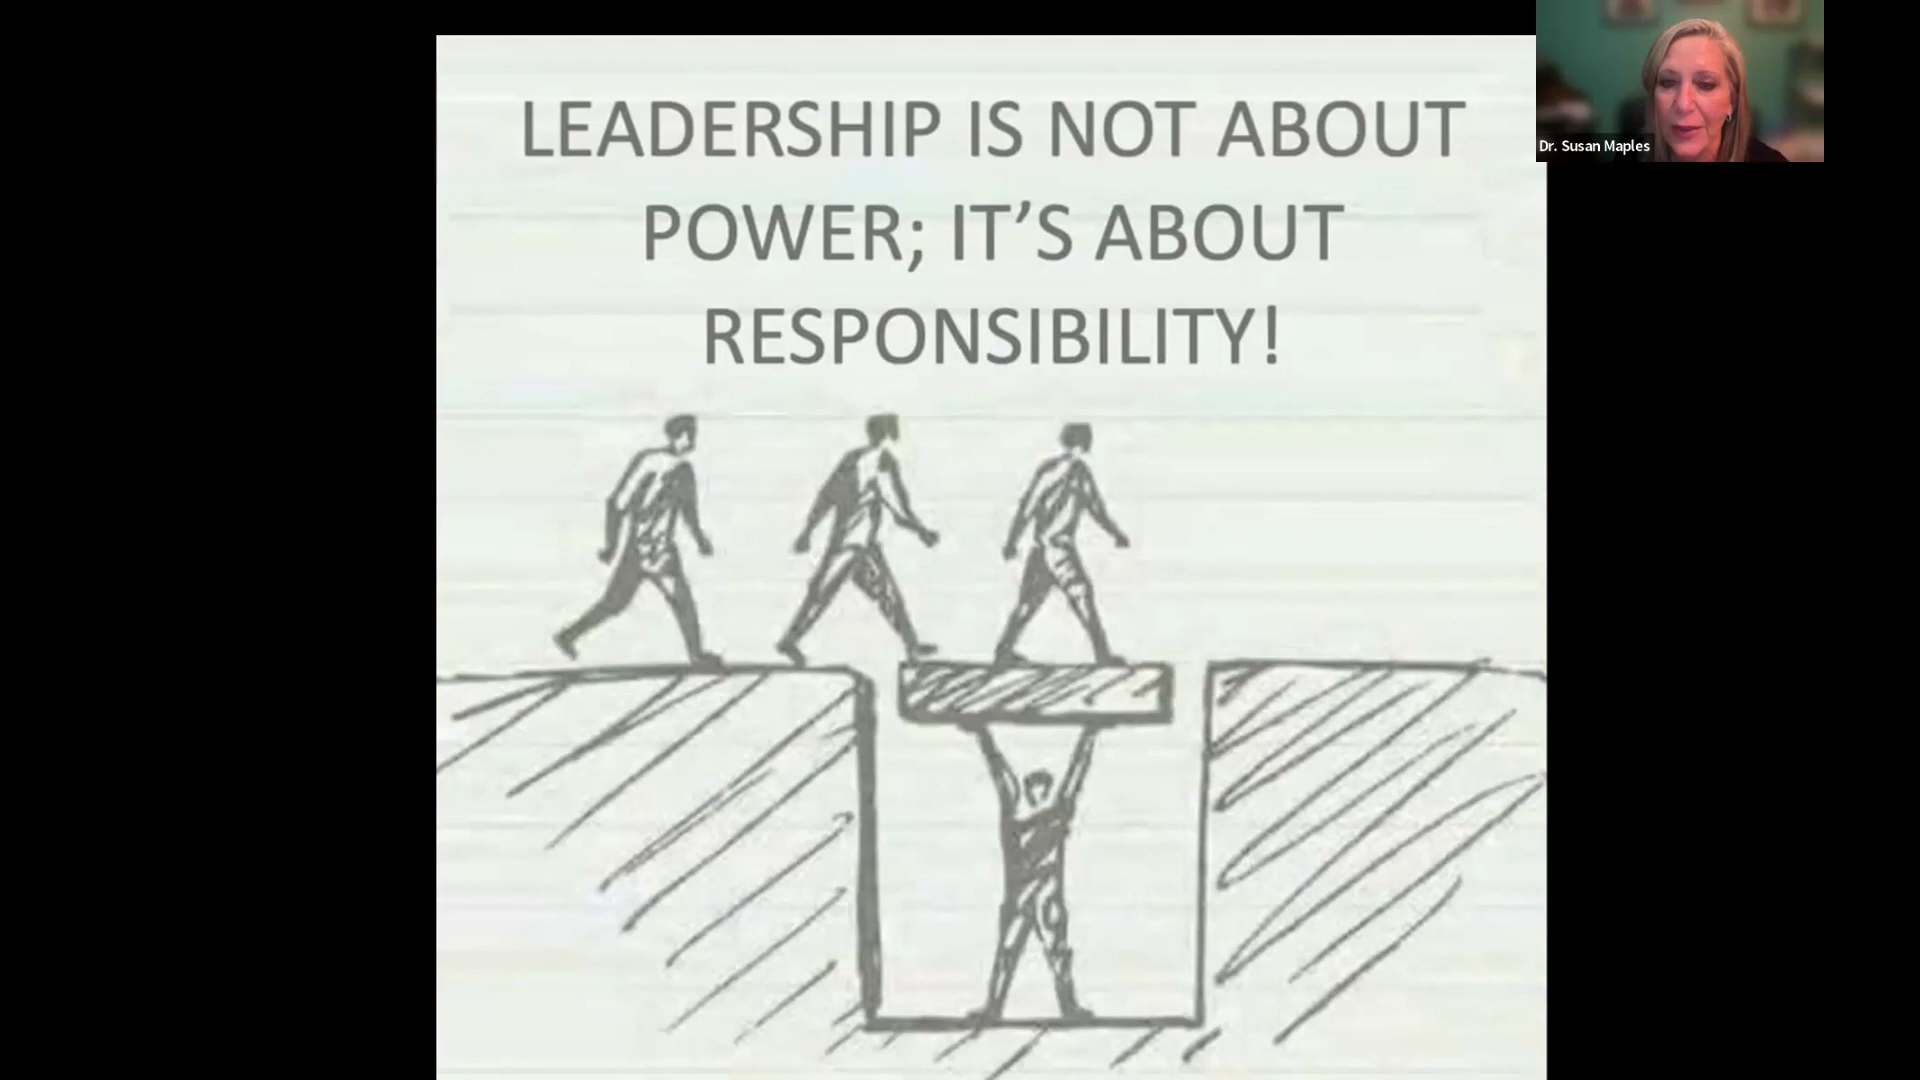 LEADERSHIP IS NOT ABOUT
POWER; IT’S ABOUT
RESPONSIBILITY!
Dr. Susan Maples